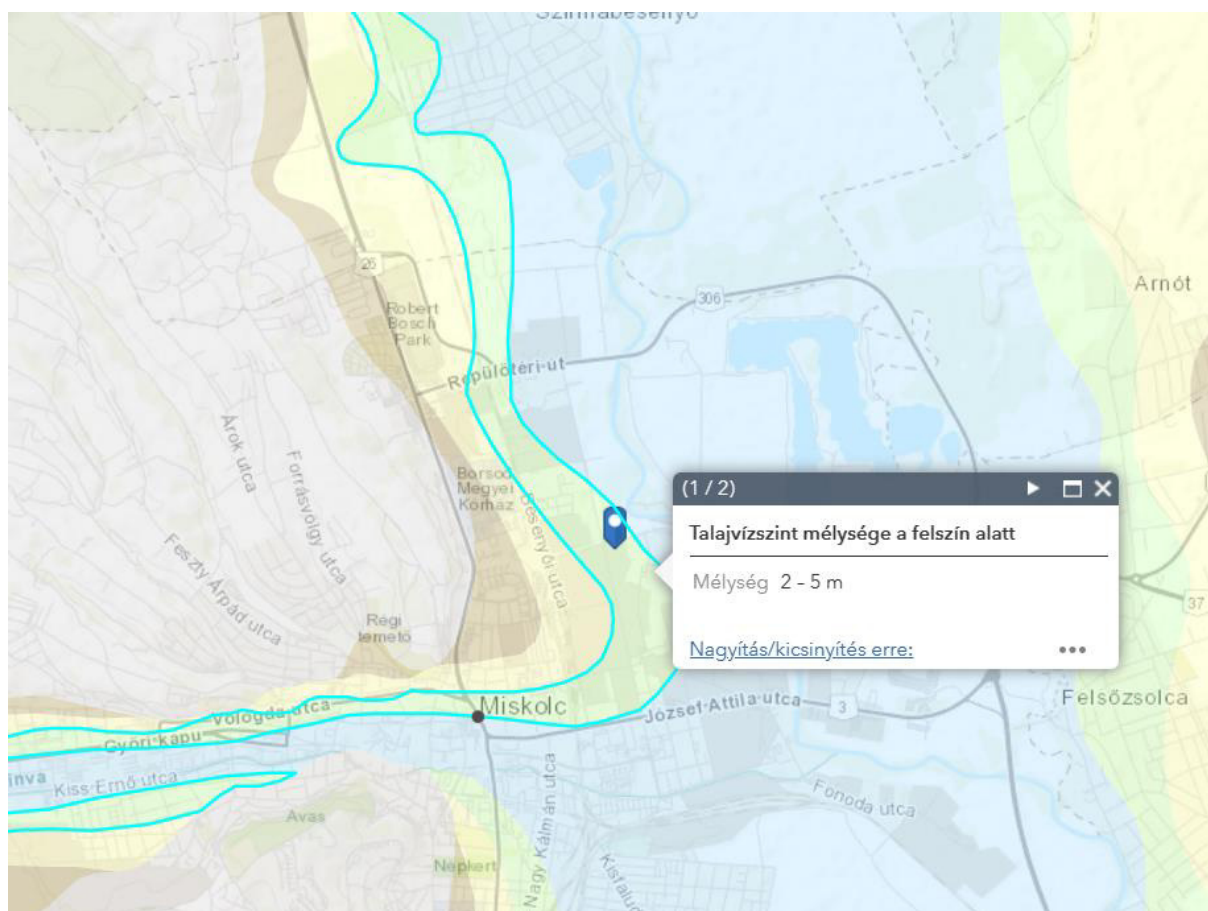 Szirmabesenyő
Arnót
26
306
Robert
Bosch
Park
Repülőtéri út
Árok utca
Forrásvölgy utca
Borsod
Megyei
Kórház
Besenyői utca
(1 / 2)
Talajvízszint mélysége a felszín alatt
Mélység 2 - 5 m
Nagyítás/kicsinyítés erre:
Feszty Árpád utca
37
Régi
temető
Miskolc
József Attila utca
3
Felsőzsolca
Vologda utca
Győri kapu
inva
Kiss Ernő utca
Avas
Nagy Kálmán utca
Fonoda utca
Népkert
Kisfalud